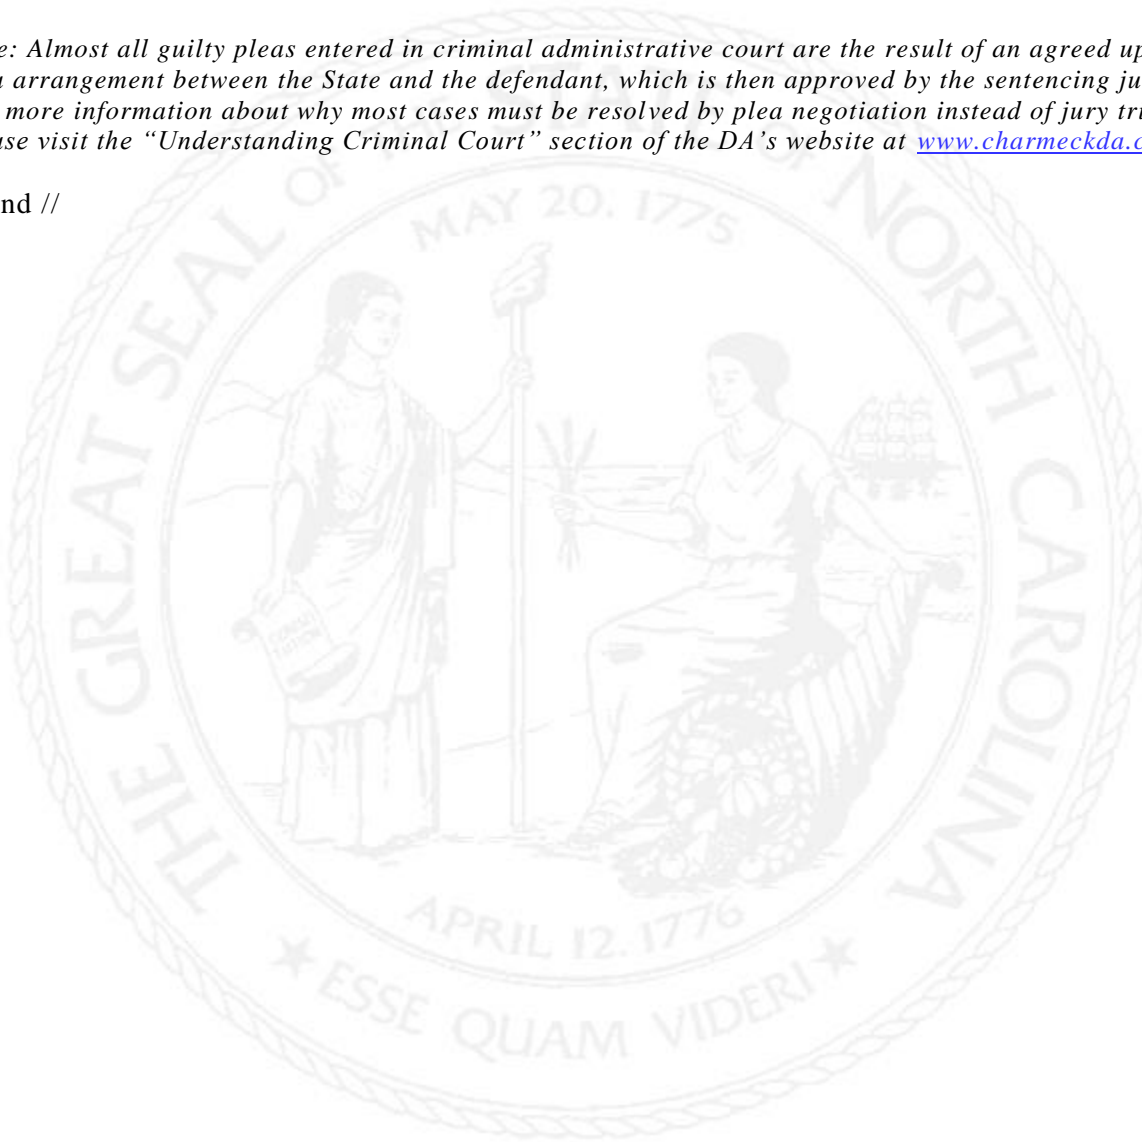 e: Almost all guilty pleas entered in criminal administrative court are the result of an agreed up
arrangement between the State and the defendant, which is then approved by the sentencing ju
more information about why most cases must be resolved by plea negotiation instead of jury tri
use visit the “Understanding Criminal Court” section of the DA’s website at www.charmeckda.c
nd //
THE GREAT SEAL OF THE STATE OF NORTH CAROLINA
MAY 20, 1775
CONSTI
TUTION
APRIL 12, 1776
★ ESSE QUAM VIDERI ★